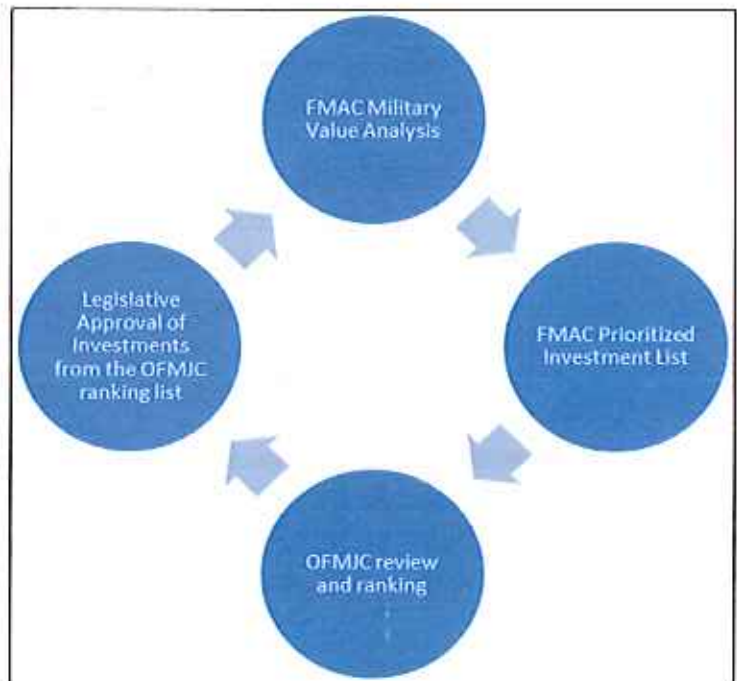 FMAC Military
Value Analysis
FMAC Prioritized
Investment List
OFMJC review
and ranking
Legislative
Approval of
Investments
from the OFMJC
ranking list